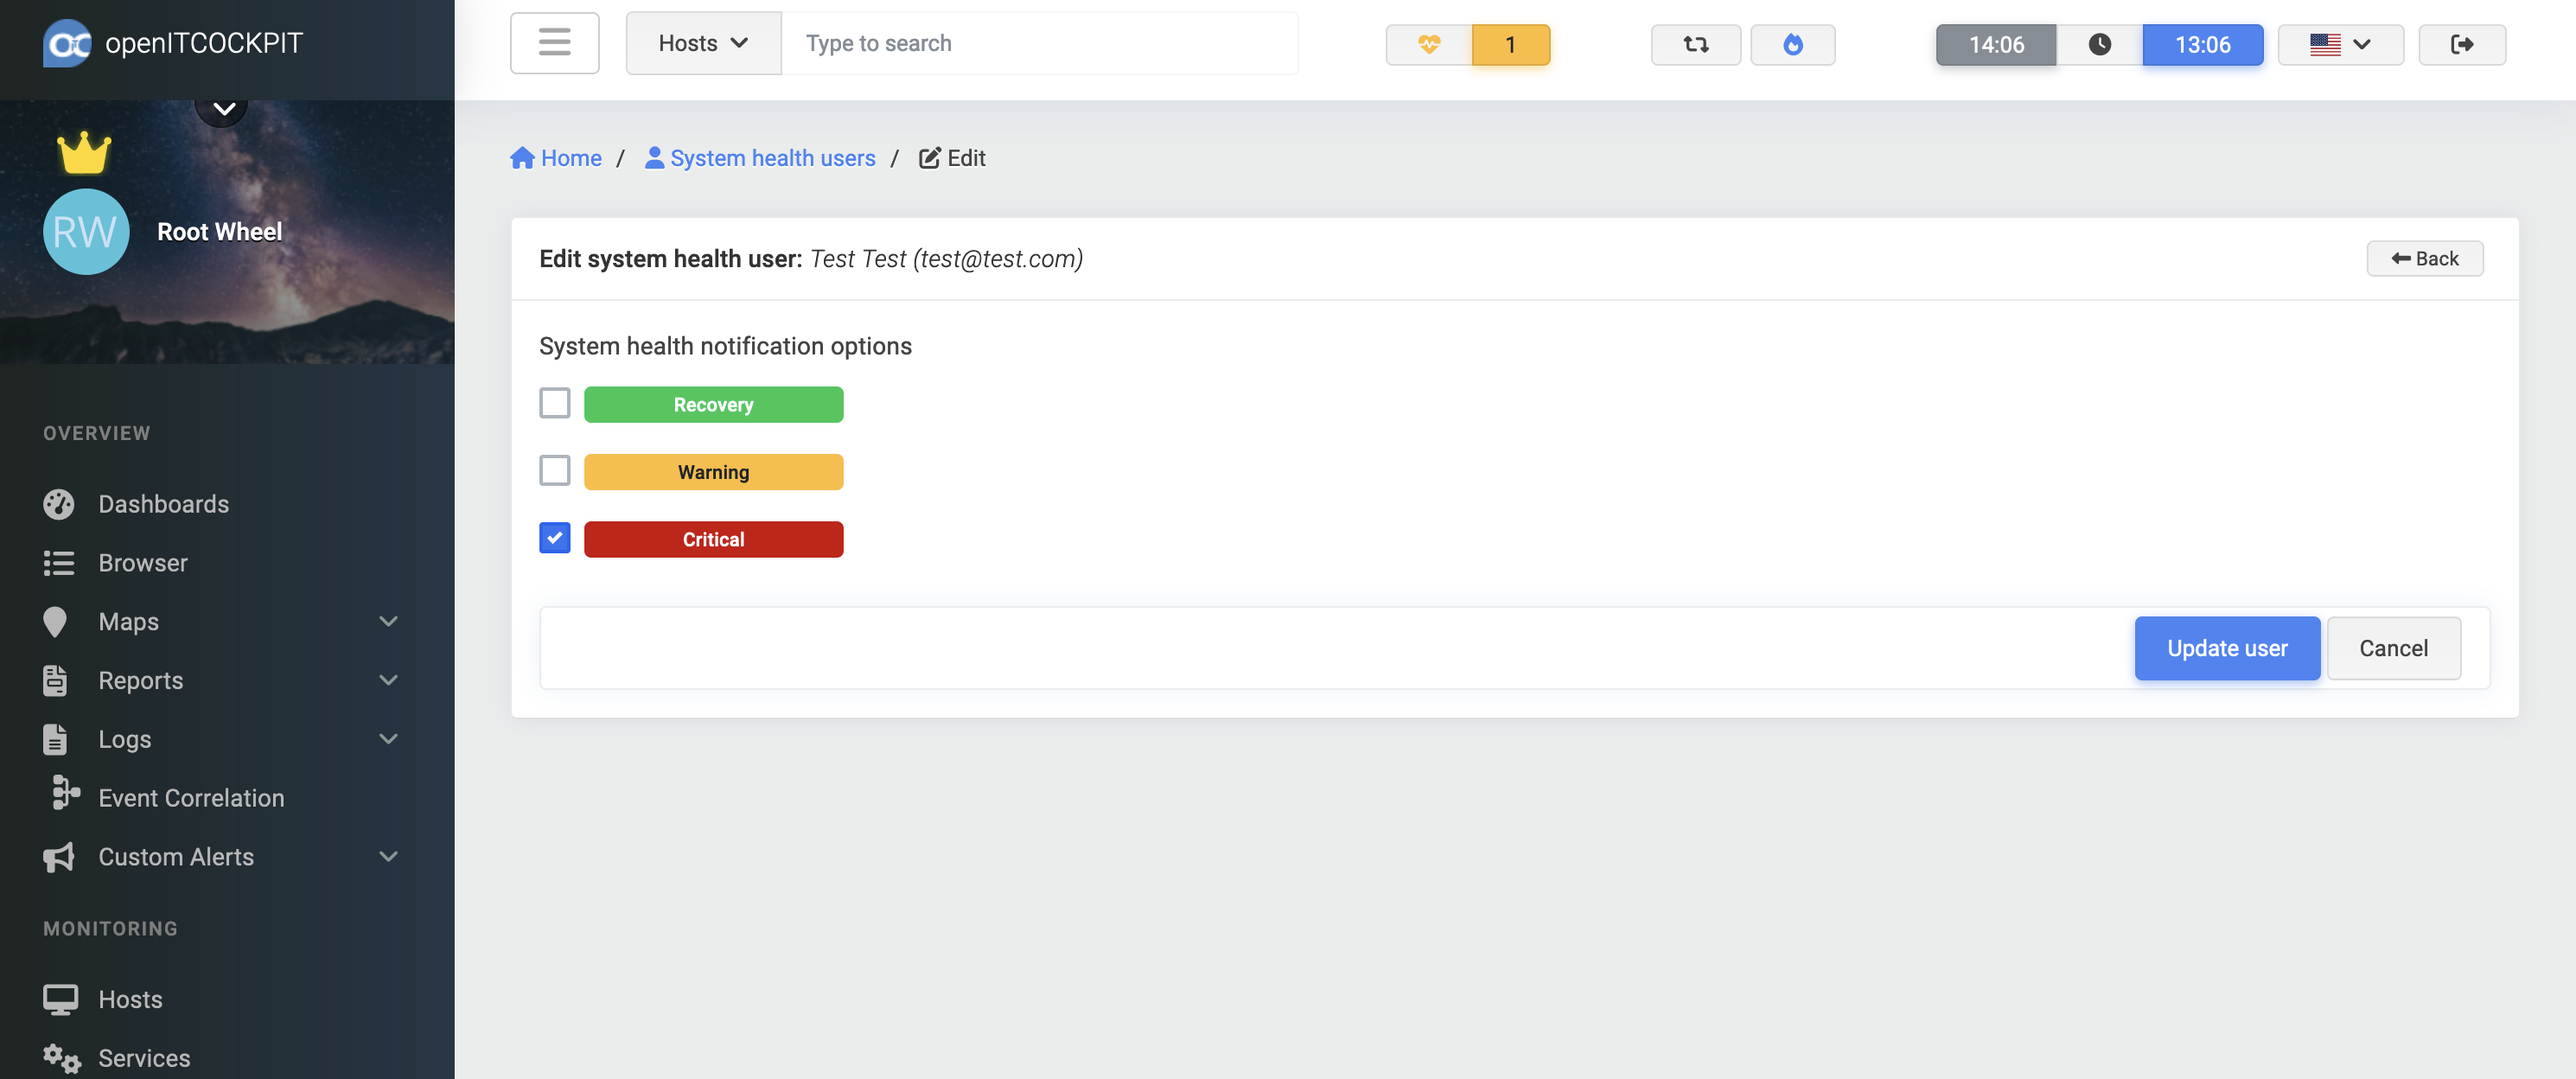 openITCOCKPIT
Hosts
Type to search
1
14:06
13:06
RW
Root Wheel
Home / System health users / Edit
Edit system health user: Test Test (test@test.com)
Back
System health notification options
Recovery
Warning
Critical
Update user
Cancel
OVERVIEW
Dashboards
Browser
Maps
Reports
Logs
Event Correlation
Custom Alerts
MONITORING
Hosts
Services